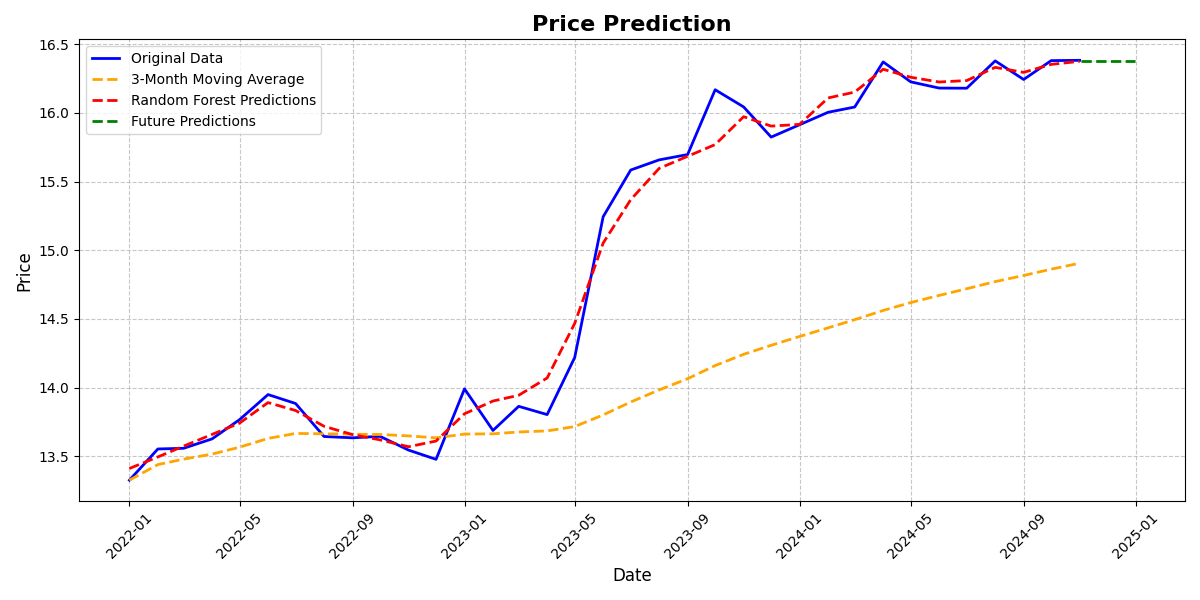 Price Prediction
Original Data
3-Month Moving Average
Random Forest Predictions
Future Predictions
Price
16.5
16.0
15.5
15.0
14.5
14.0
13.5
2022-01
2022-05
2022-09
2023-01
2023-05
2023-09
2024-01
2024-05
2024-09
2025-01
Date